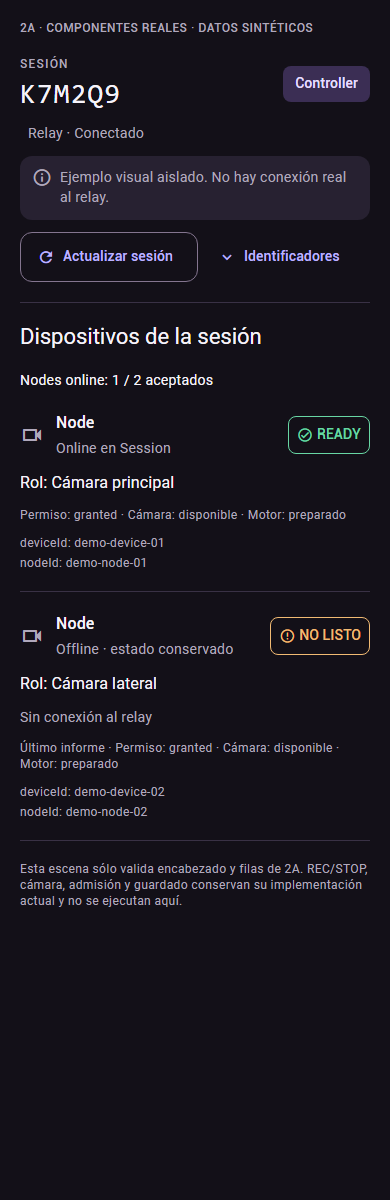 2A · COMPONENTES REALES · DATOS SINTÉTICOS
SESIÓN
K7M2Q9
Controller
Relay · Conectado
Ejemplo visual aislado. No hay conexión real
al relay.
Actualizar sesión
Identificadores
Dispositivos de la sesión
Nodes online: 1 / 2 aceptados
Node
Online en Session
READY
Rol: Cámara principal
Permiso: granted · Cámara: disponible · Motor: preparado
deviceId: demo-device-01
nodeId: demo-node-01
Node
Offline · estado conservado
NO LISTO
Rol: Cámara lateral
Sin conexión al relay
Último informe · Permiso: granted · Cámara: disponible ·
Motor: preparado
deviceId: demo-device-02
nodeId: demo-node-02
Esta escena sólo valida encabezado y filas de 2A. REC/STOP,
cámara, admisión y guardado conservan su implementación
actual y no se ejecutan aquí.